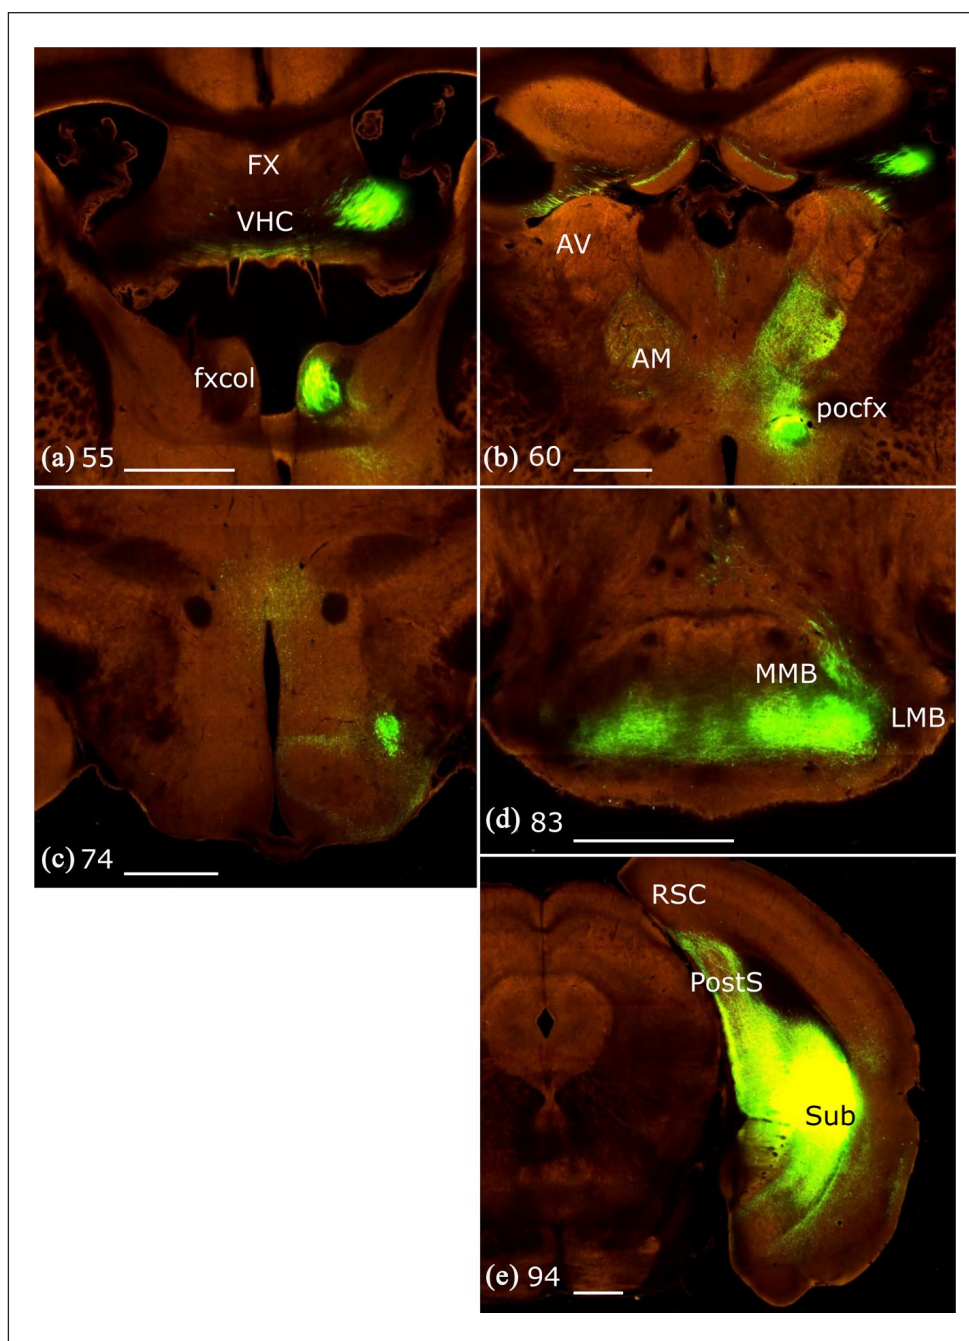 FX
VHC
fxcol
(a) 55
AV
AM
pocfx
(b) 60
(c) 74
MMB
LMB
(d) 83
RSC
PostS
Sub
(e) 94